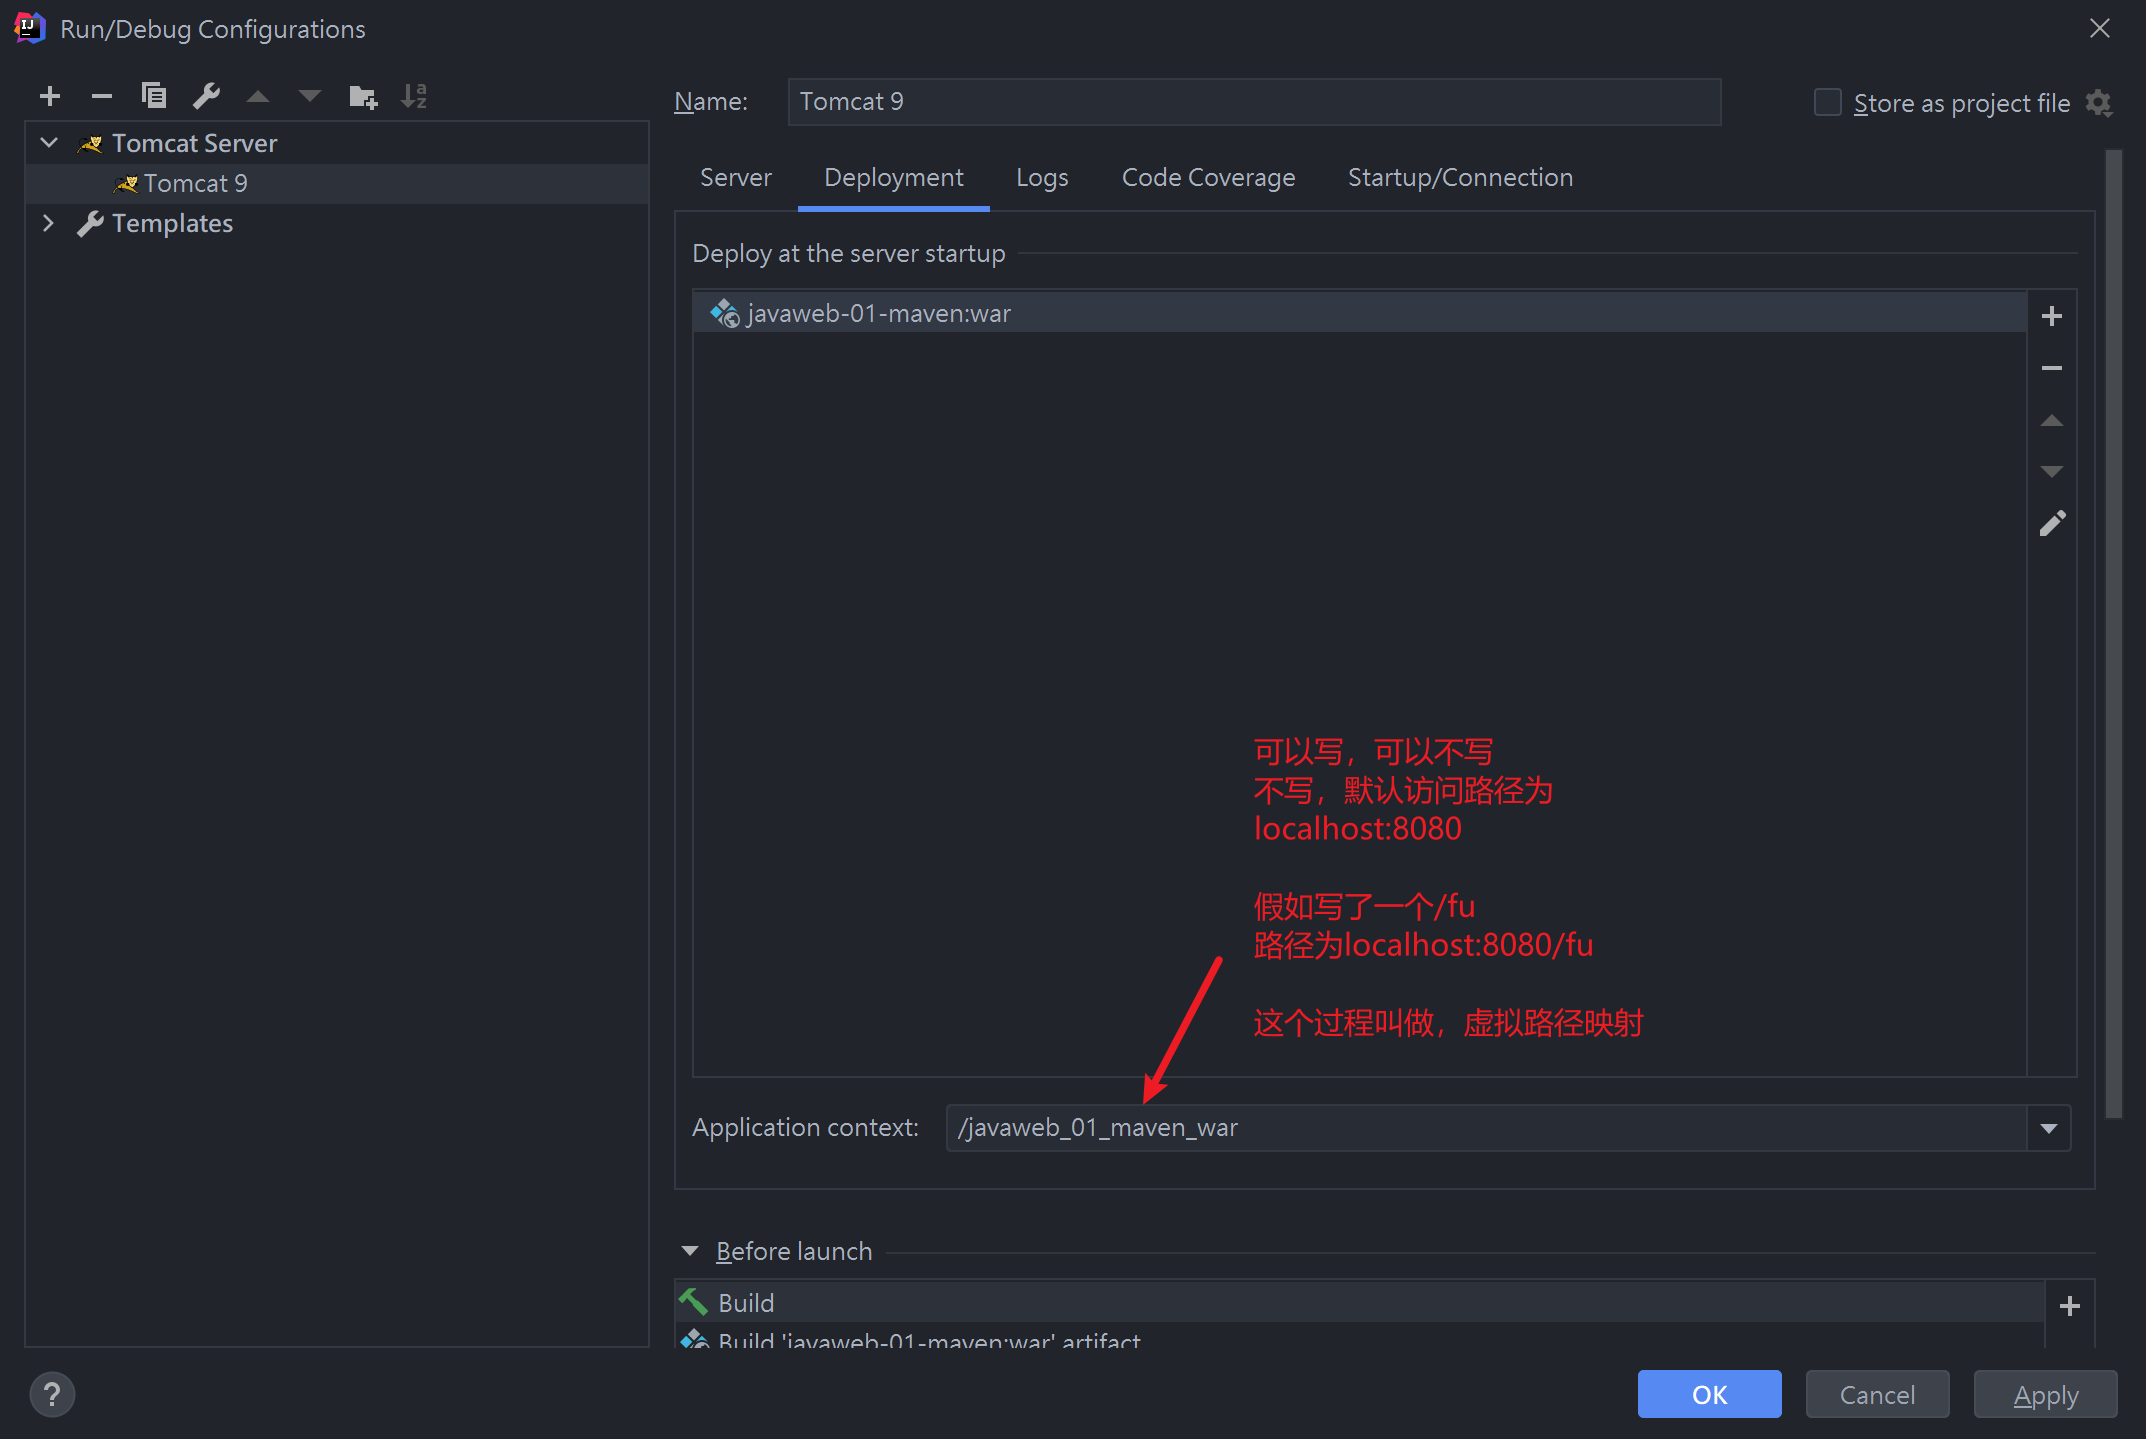 Run/Debug Configurations
Tomcat Server
Tomcat 9
Templates
Name:
Tomcat 9
Store as project file
Server
Deployment
Logs
Code Coverage
Startup/Connection
Deploy at the server startup
javaweb-01-maven:war
可以写，可以不写
不写，默认访问路径为
localhost:8080
假如写了一个/fu
路径为localhost:8080/fu
这个过程叫做，虚拟路径映射
Application context:
/javaweb_01_maven_war
Before launch
Build
Build 'javaweb-01-maven:war' artifact
?
OK
Cancel
Apply